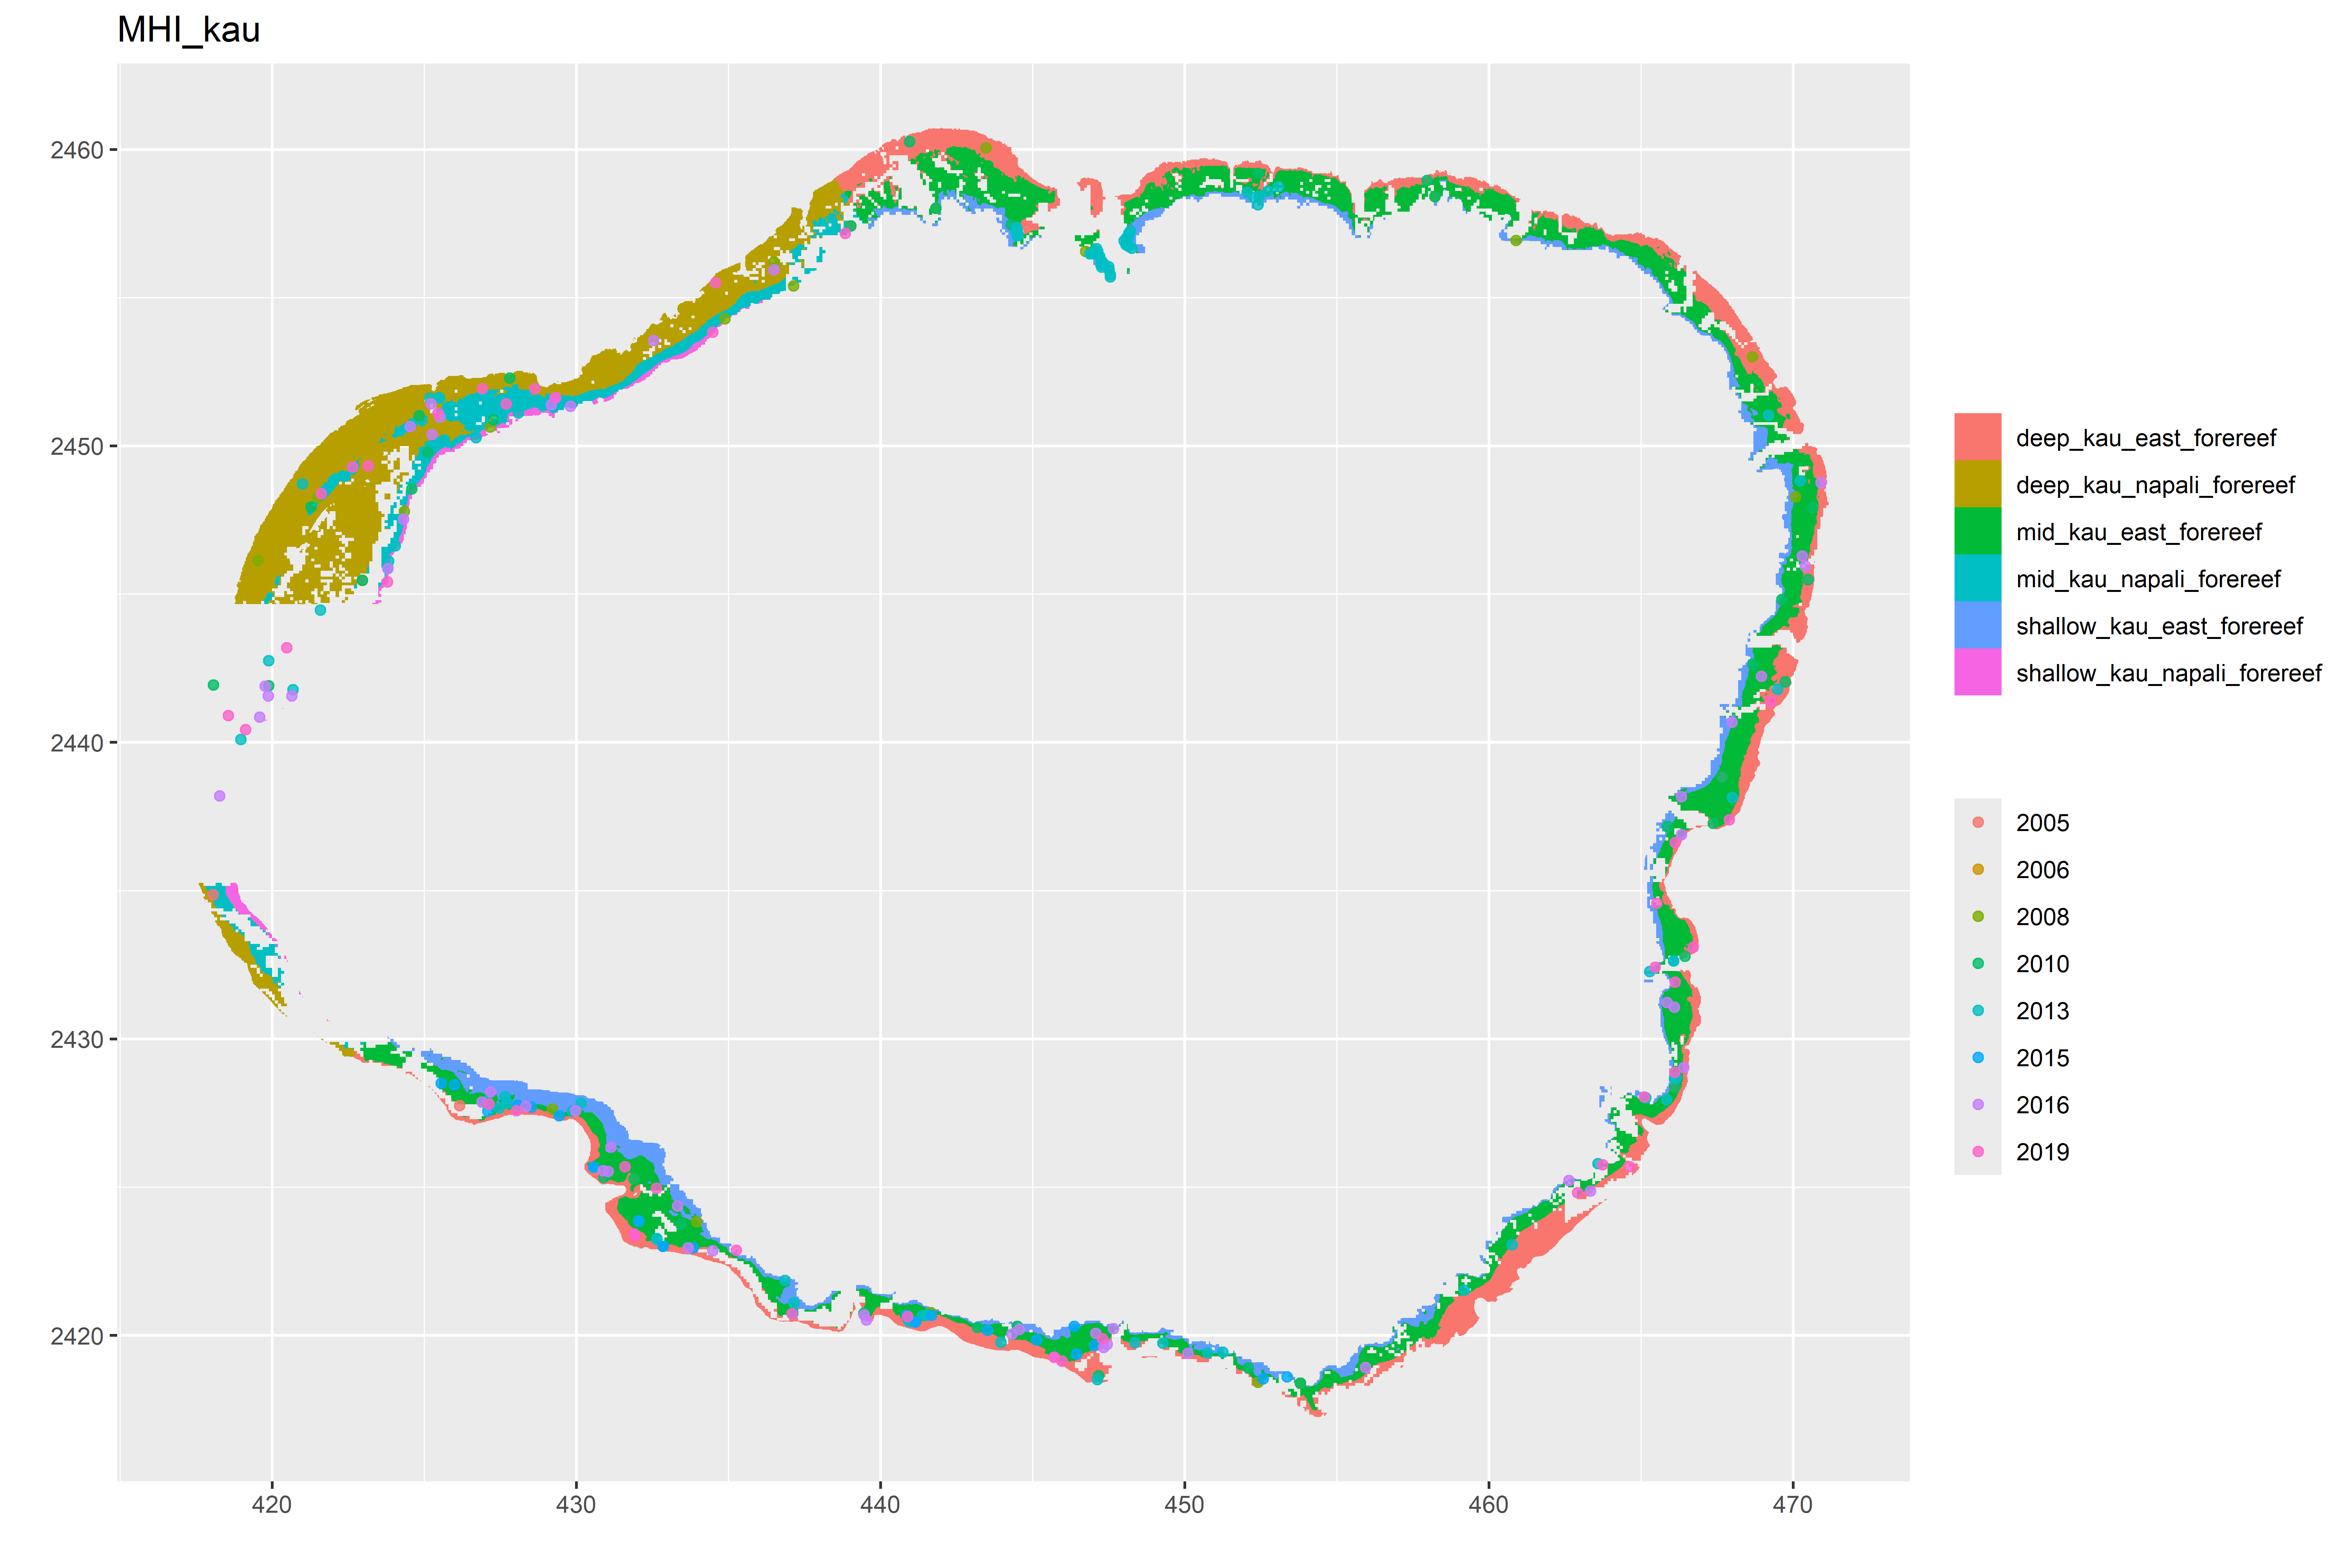 MHI_kau
2460
2450
2440
2430
2420
420
430
440
450
460
470
deep_kau_east_forereef
deep_kau_napali_forereef
mid_kau_east_forereef
mid_kau_napali_forereef
shallow_kau_east_forereef
shallow_kau_napali_forereef
2005
2006
2008
2010
2013
2015
2016
2019